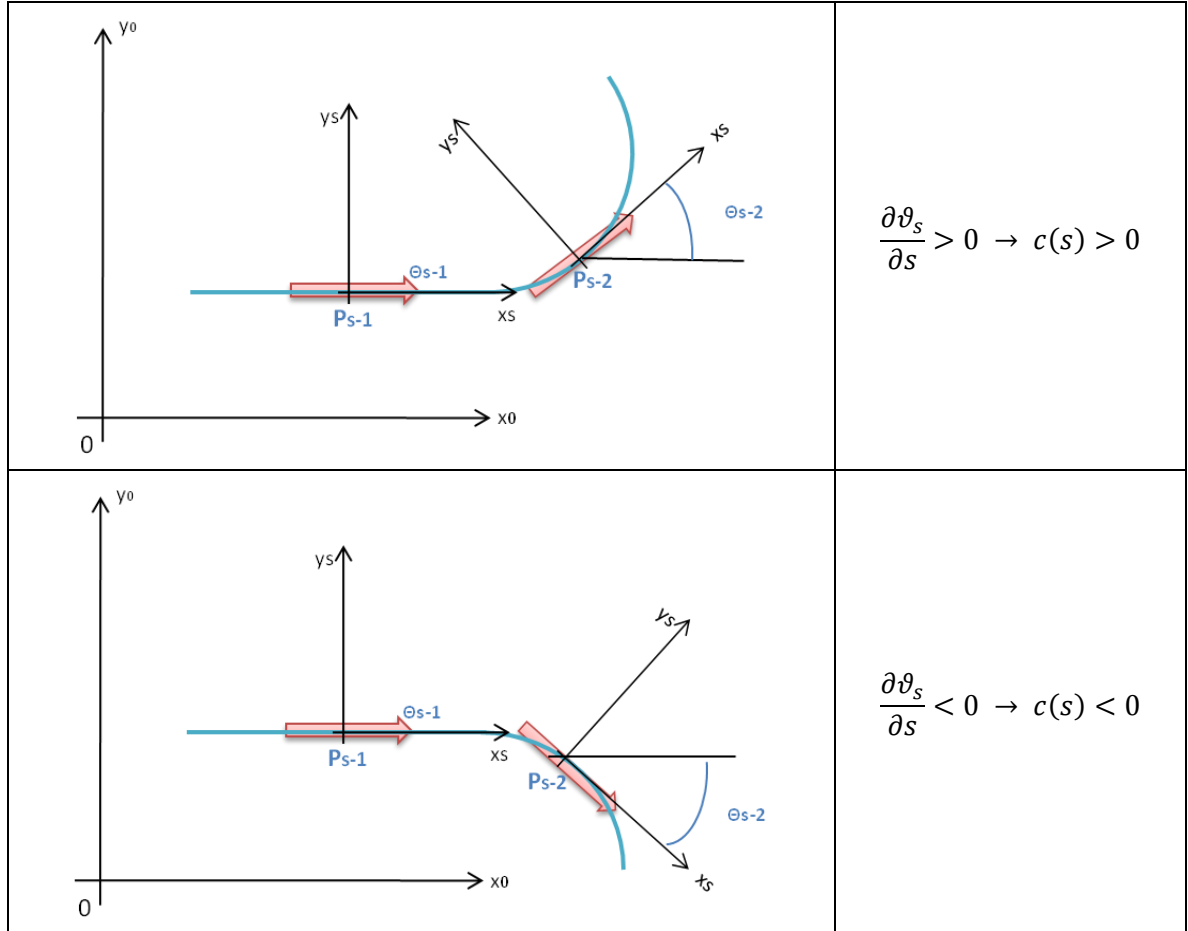 y0
ys
ys
xs
Θs-2
Θs-1
Ps-2
Ps-1
xs
x0
0
∂ϑₛ/∂s > 0 → c(s) > 0
y0
ys
ys
Θs-1
Ps-1
xs
Ps-2
Θs-2
xs
x0
0
∂ϑₛ/∂s < 0 → c(s) < 0